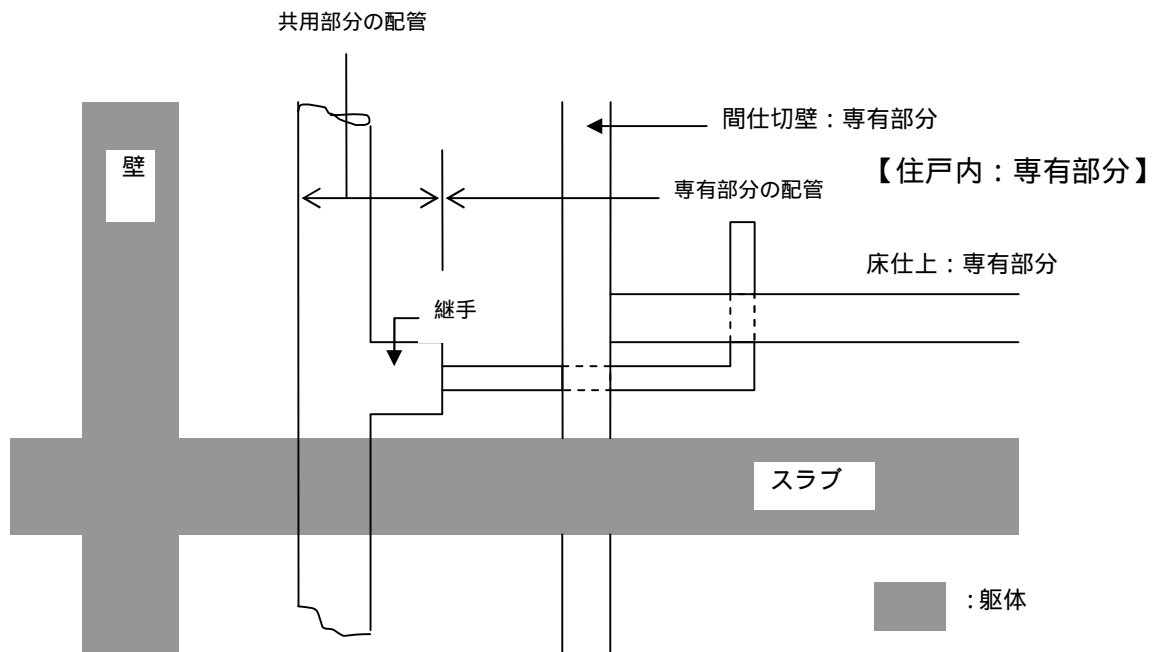 共用部分の配管
間仕切壁：専有部分
壁
【住戸内：専有部分】
専有部分の配管
床仕上：専有部分
継手
スラブ
：躯体